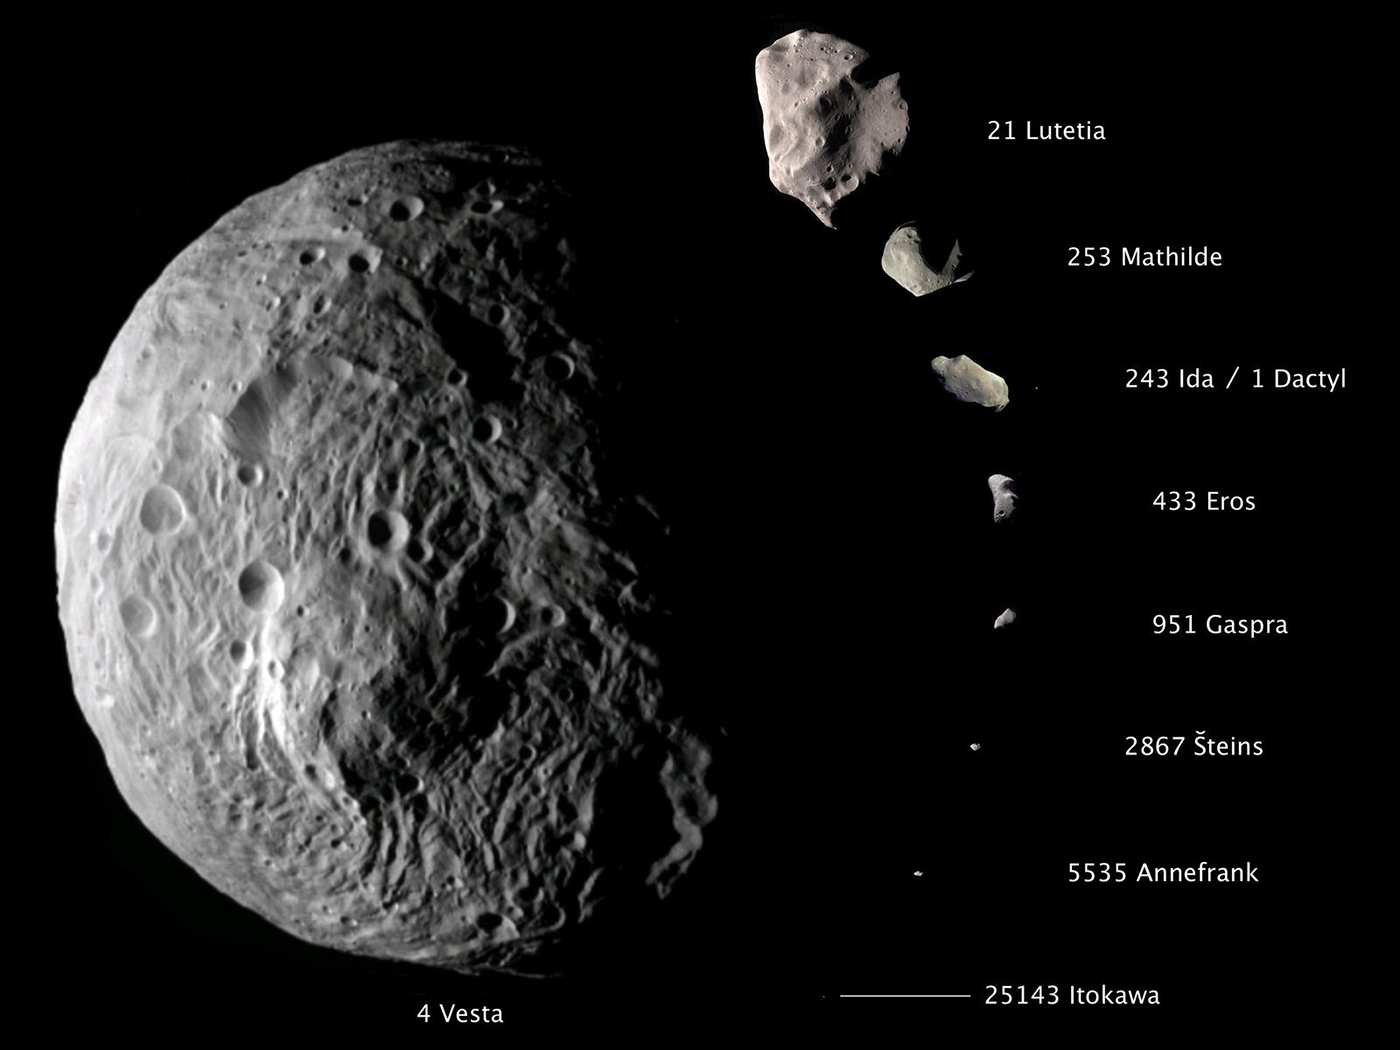 21 Lutetia
253 Mathilde
243 Ida / 1 Dactyl
433 Eros
951 Gaspra
2867 Šteins
5535 Annefrank
25143 Itokawa
4 Vesta